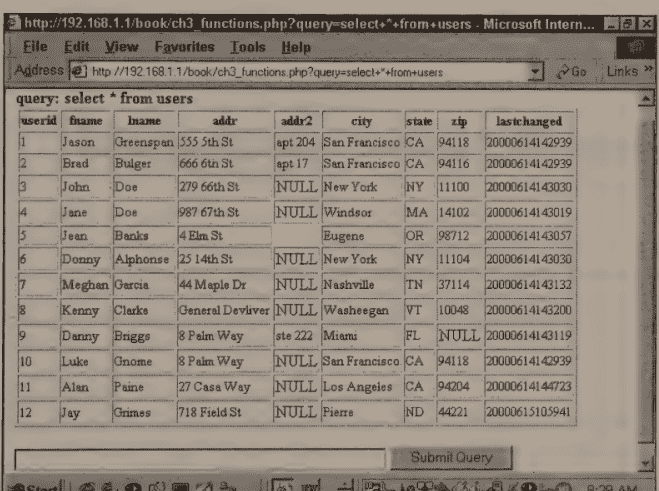 http://192.168.1.1/book/ch3_functions.php?query=select+*+from+users - Microsoft Intern...
File Edit View Favorites Tools Help
Address http://192.168.1.1/book/ch3_functions.php?query=select+*+from+users Go Links »
query: select * from users
userid fname lname addr addr2 city state zip lastchanged
1 Jason Greenspan 555 5th St apt 204 San Francisco CA 94118 20000614142939
2 Brad Bulger 666 6th St apt 17 San Francisco CA 94116 20000614142939
3 John Doe 279 66th St NULL New York NY 11100 20000614143030
4 Jane Doe 987 67th St NULL Windsor MA 14102 20000614143019
5 Jean Banks 4 Elm St Eugene OR 98712 20000614143057
6 Donny Alphonse 25 14th St NULL New York NY 11104 20000614143030
7 Meghan Garcia 44 Maple Dr NULL Nashville TN 37114 20000614143132
8 Kenny Clarke General Devliver NULL Washeegan VT 10048 20000614143200
9 Danny Briggs 8 Palm Way ste 222 Miami FL NULL 20000614143119
10 Luke Gnome 8 Palm Way NULL San Francisco CA 94118 20000614142939
11 Alan Paine 27 Casa Way NULL Los Angeles CA 94204 20000614144723
12 Jay Grimes 718 Field St NULL Pierre ND 44221 20000615105941
Submit Query
Start 8:29 AM